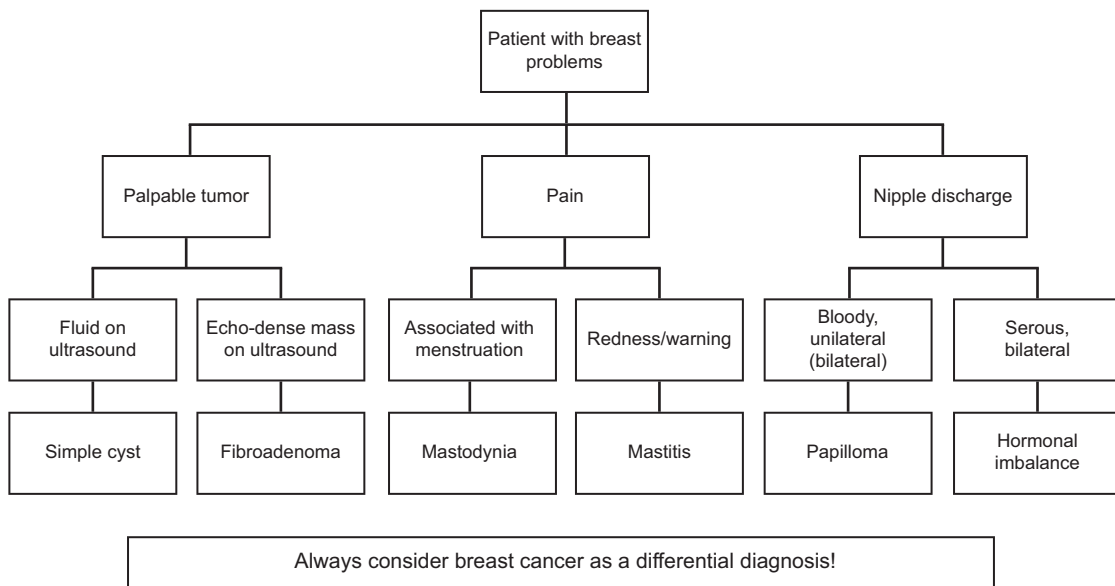 Patient with breast
problems
Palpable tumor
Pain
Nipple discharge
Fluid on
ultrasound
Echo-dense mass
on ultrasound
Associated with
menstruation
Redness/warning
Bloody,
unilateral
(bilateral)
Serous,
bilateral
Simple cyst
Fibroadenoma
Mastodynia
Mastitis
Papilloma
Hormonal
imbalance
Always consider breast cancer as a differential diagnosis!